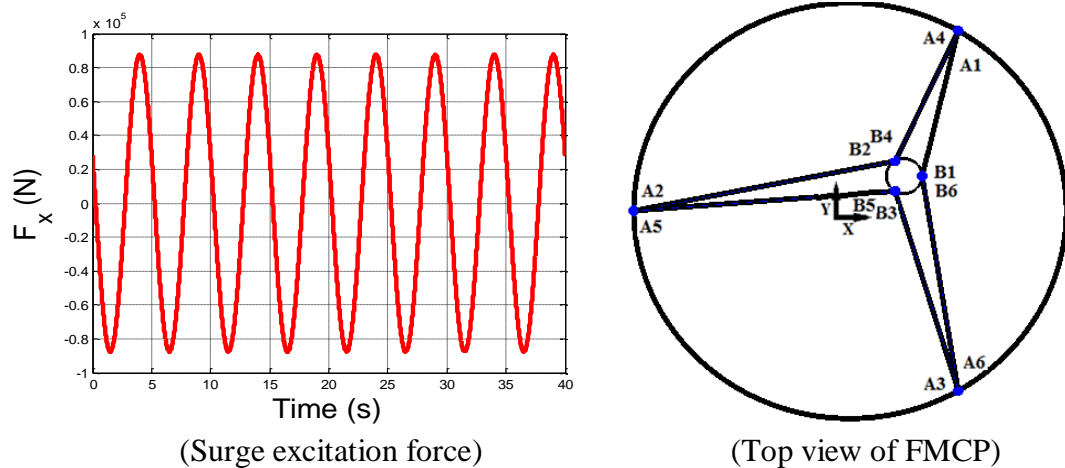 x 10^5
1
0.8
0.6
0.4
0.2
0
-0.2
-0.4
-0.6
-0.8
-1
F_x (N)
0 5 10 15 20 25 30 35 40
Time (s)
(Surge excitation force)
A4
A1
B4
B2
B1
B6
A2
A5
B5
B3
Y
X
A6
A3
(Top view of FMCP)